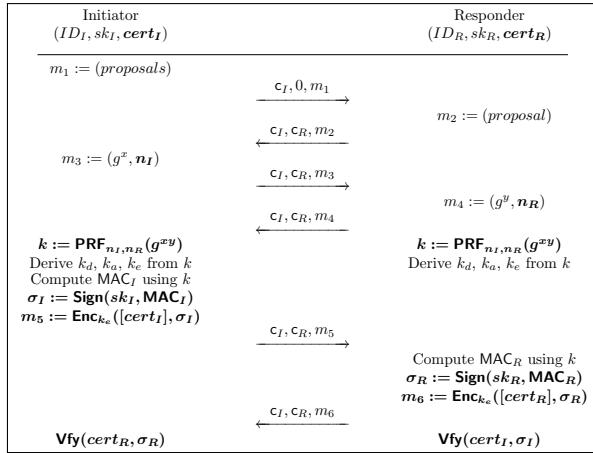 Initiator Responder
(ID_I, sk_I, cert_I) (ID_R, sk_R, cert_R)
m_1 := (proposals)
c_I, 0, m_1
m_2 := (proposal)
c_I, c_R, m_2
m_3 := (g^x, n_I)
c_I, c_R, m_3
m_4 := (g^y, n_R)
c_I, c_R, m_4
k := PRF_{n_I,n_R}(g^{xy}) k := PRF_{n_I,n_R}(g^{xy})
Derive k_d, k_a, k_e from k Derive k_d, k_a, k_e from k
Compute MAC_I using k
σ_I := Sign(sk_I, MAC_I)
m_5 := Enc_{k_e}([cert_I], σ_I)
c_I, c_R, m_5
Compute MAC_R using k
σ_R := Sign(sk_R, MAC_R)
m_6 := Enc_{k_e}([cert_R], σ_R)
c_I, c_R, m_6
Vfy(cert_R, σ_R) Vfy(cert_I, σ_I)